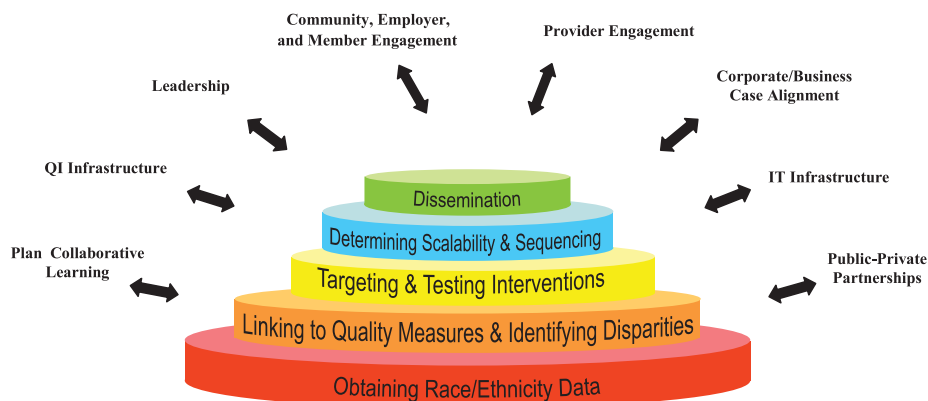 Community, Employer,
and Member Engagement
Provider Engagement
Leadership
Corporate/Business
Case Alignment
QI Infrastructure
IT Infrastructure
Plan Collaborative
Learning
Public-Private
Partnerships
Dissemination
Determining Scalability & Sequencing
Targeting & Testing Interventions
Linking to Quality Measures & Identifying Disparities
Obtaining Race/Ethnicity Data